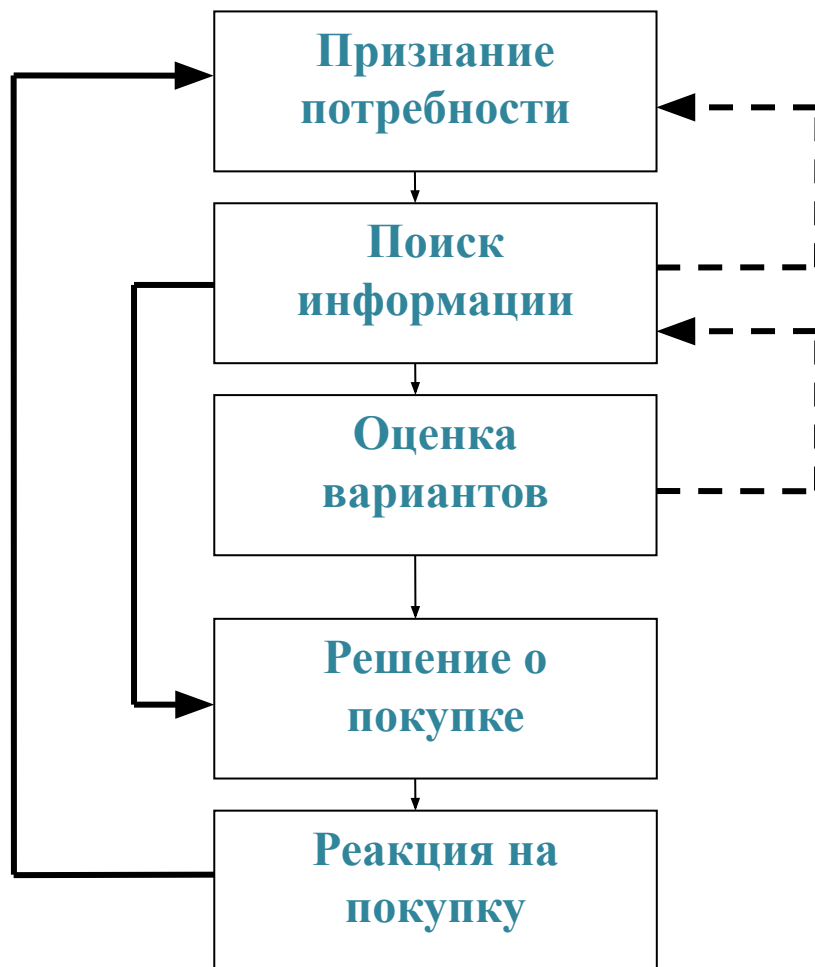 Признание
потребности
Поиск
информации
Оценка
вариантов
Решение о
покупке
Реакция на
покупку